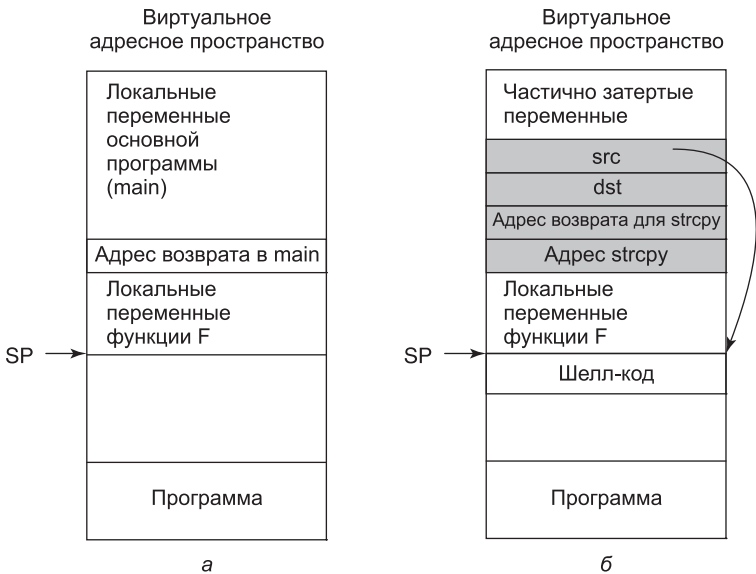 Виртуальное
адресное пространство
Локальные
переменные
основной
программы
(main)
Адрес возврата в main
Локальные
переменные
функции F
SP
Программа
а
Виртуальное
адресное пространство
Частично затертые
переменные
src
dst
Адрес возврата для strcpy
Адрес strcpy
Локальные
переменные
функции F
SP
Шелл-код
Программа
б